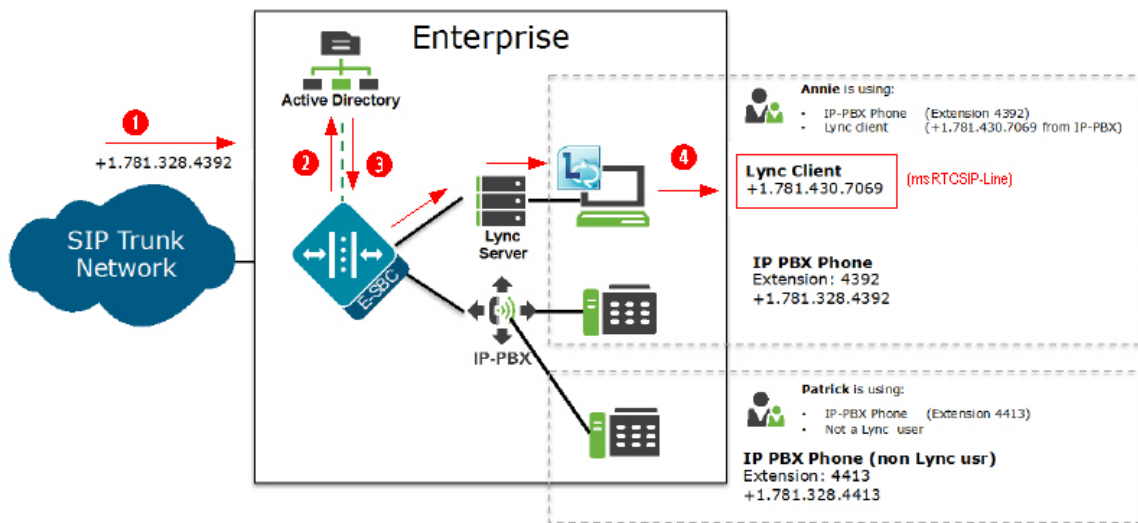 Enterprise
Active Directory
1
+1.781.328.4392
2
3
SIP Trunk
Network
E-SBC
Lync
Server
L
4
IP-PBX
Annie is using:
• IP-PBX Phone (Extension 4392)
• Lync client (+1.781.430.7069 from IP-PBX)
Lync Client
+1.781.430.7069
(msRTCSIP-Line)
IP PBX Phone
Extension: 4392
+1.781.328.4392
Patrick is using:
• IP-PBX Phone (Extension 4413)
• Not a Lync user
IP PBX Phone (non Lync usr)
Extension: 4413
+1.781.328.4413